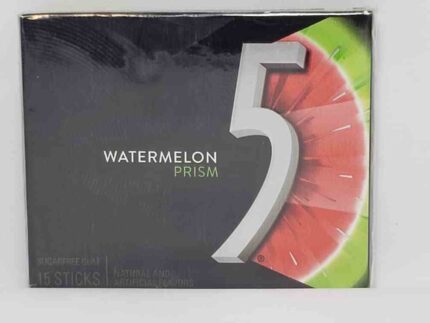 5
WATERMELON
PRISM
®
SUGARFREE GUM
15 STICKS
NATURAL AND
ARTIFICIAL FLAVORS